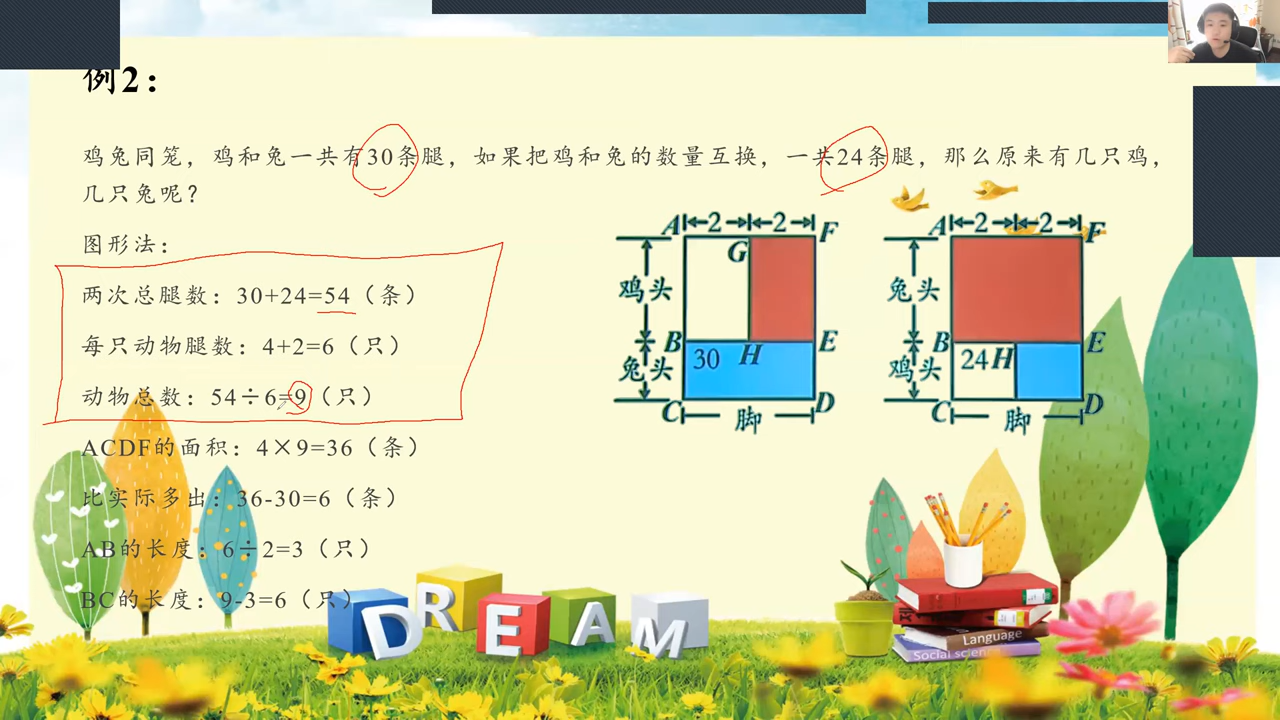 例2：
鸡兔同笼，鸡和兔一共有30条腿，如果把鸡和兔的数量互换，一共24条腿，那么原来有几只鸡，
几只兔呢？
图形法：
两次总腿数：30+24=54（条）
每只动物腿数：4+2=6（只）
动物总数：54÷6=9（只）
ACDF的面积：4×9=36（条）
比实际多出：36-30=6（条）
AB的长度：6÷2=3（只）
BC的长度：9-3=6（只）
A 2 2 F
G
鸡头
B H E
30
兔头
C 脚 D
A 2 2 F
兔头
B E
24 H
鸡头
C 脚 D
DREAM
Language
Social scien